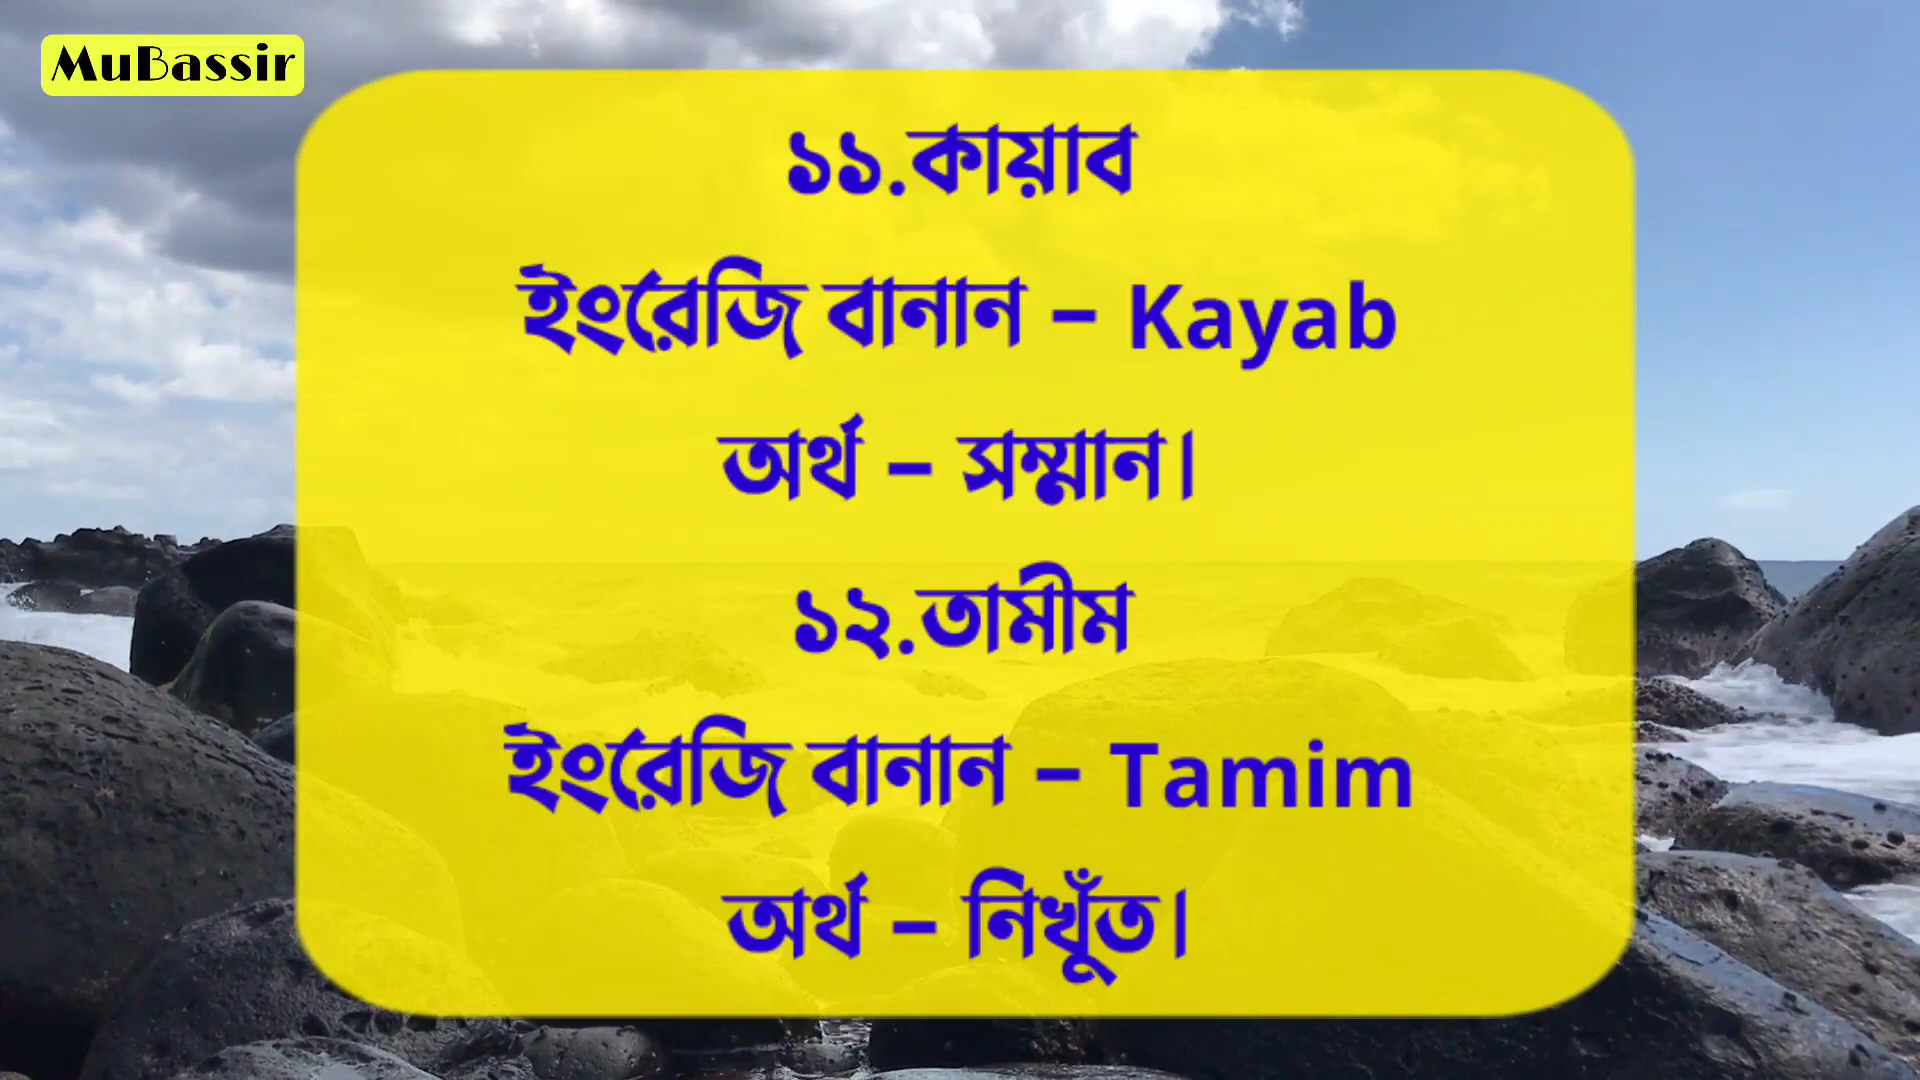 MuBassir
১১.কায়াব
ইংরেজি বানান – Kayab
অর্থ – সম্মান।
১২.তামীম
ইংরেজি বানান – Tamim
অর্থ – নিখুঁত।